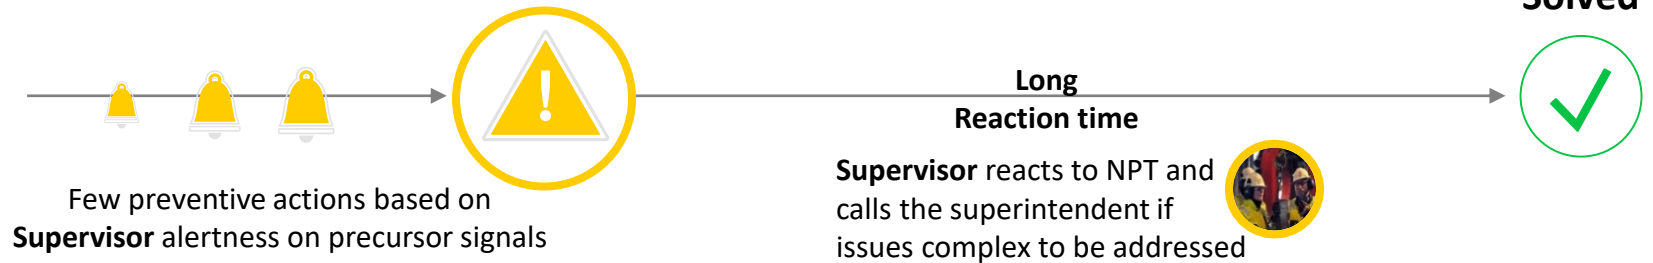 Solved
Long
Reaction time
Few preventive actions based on
Supervisor alertness on precursor signals
Supervisor reacts to NPT and
calls the superintendent if
issues complex to be addressed